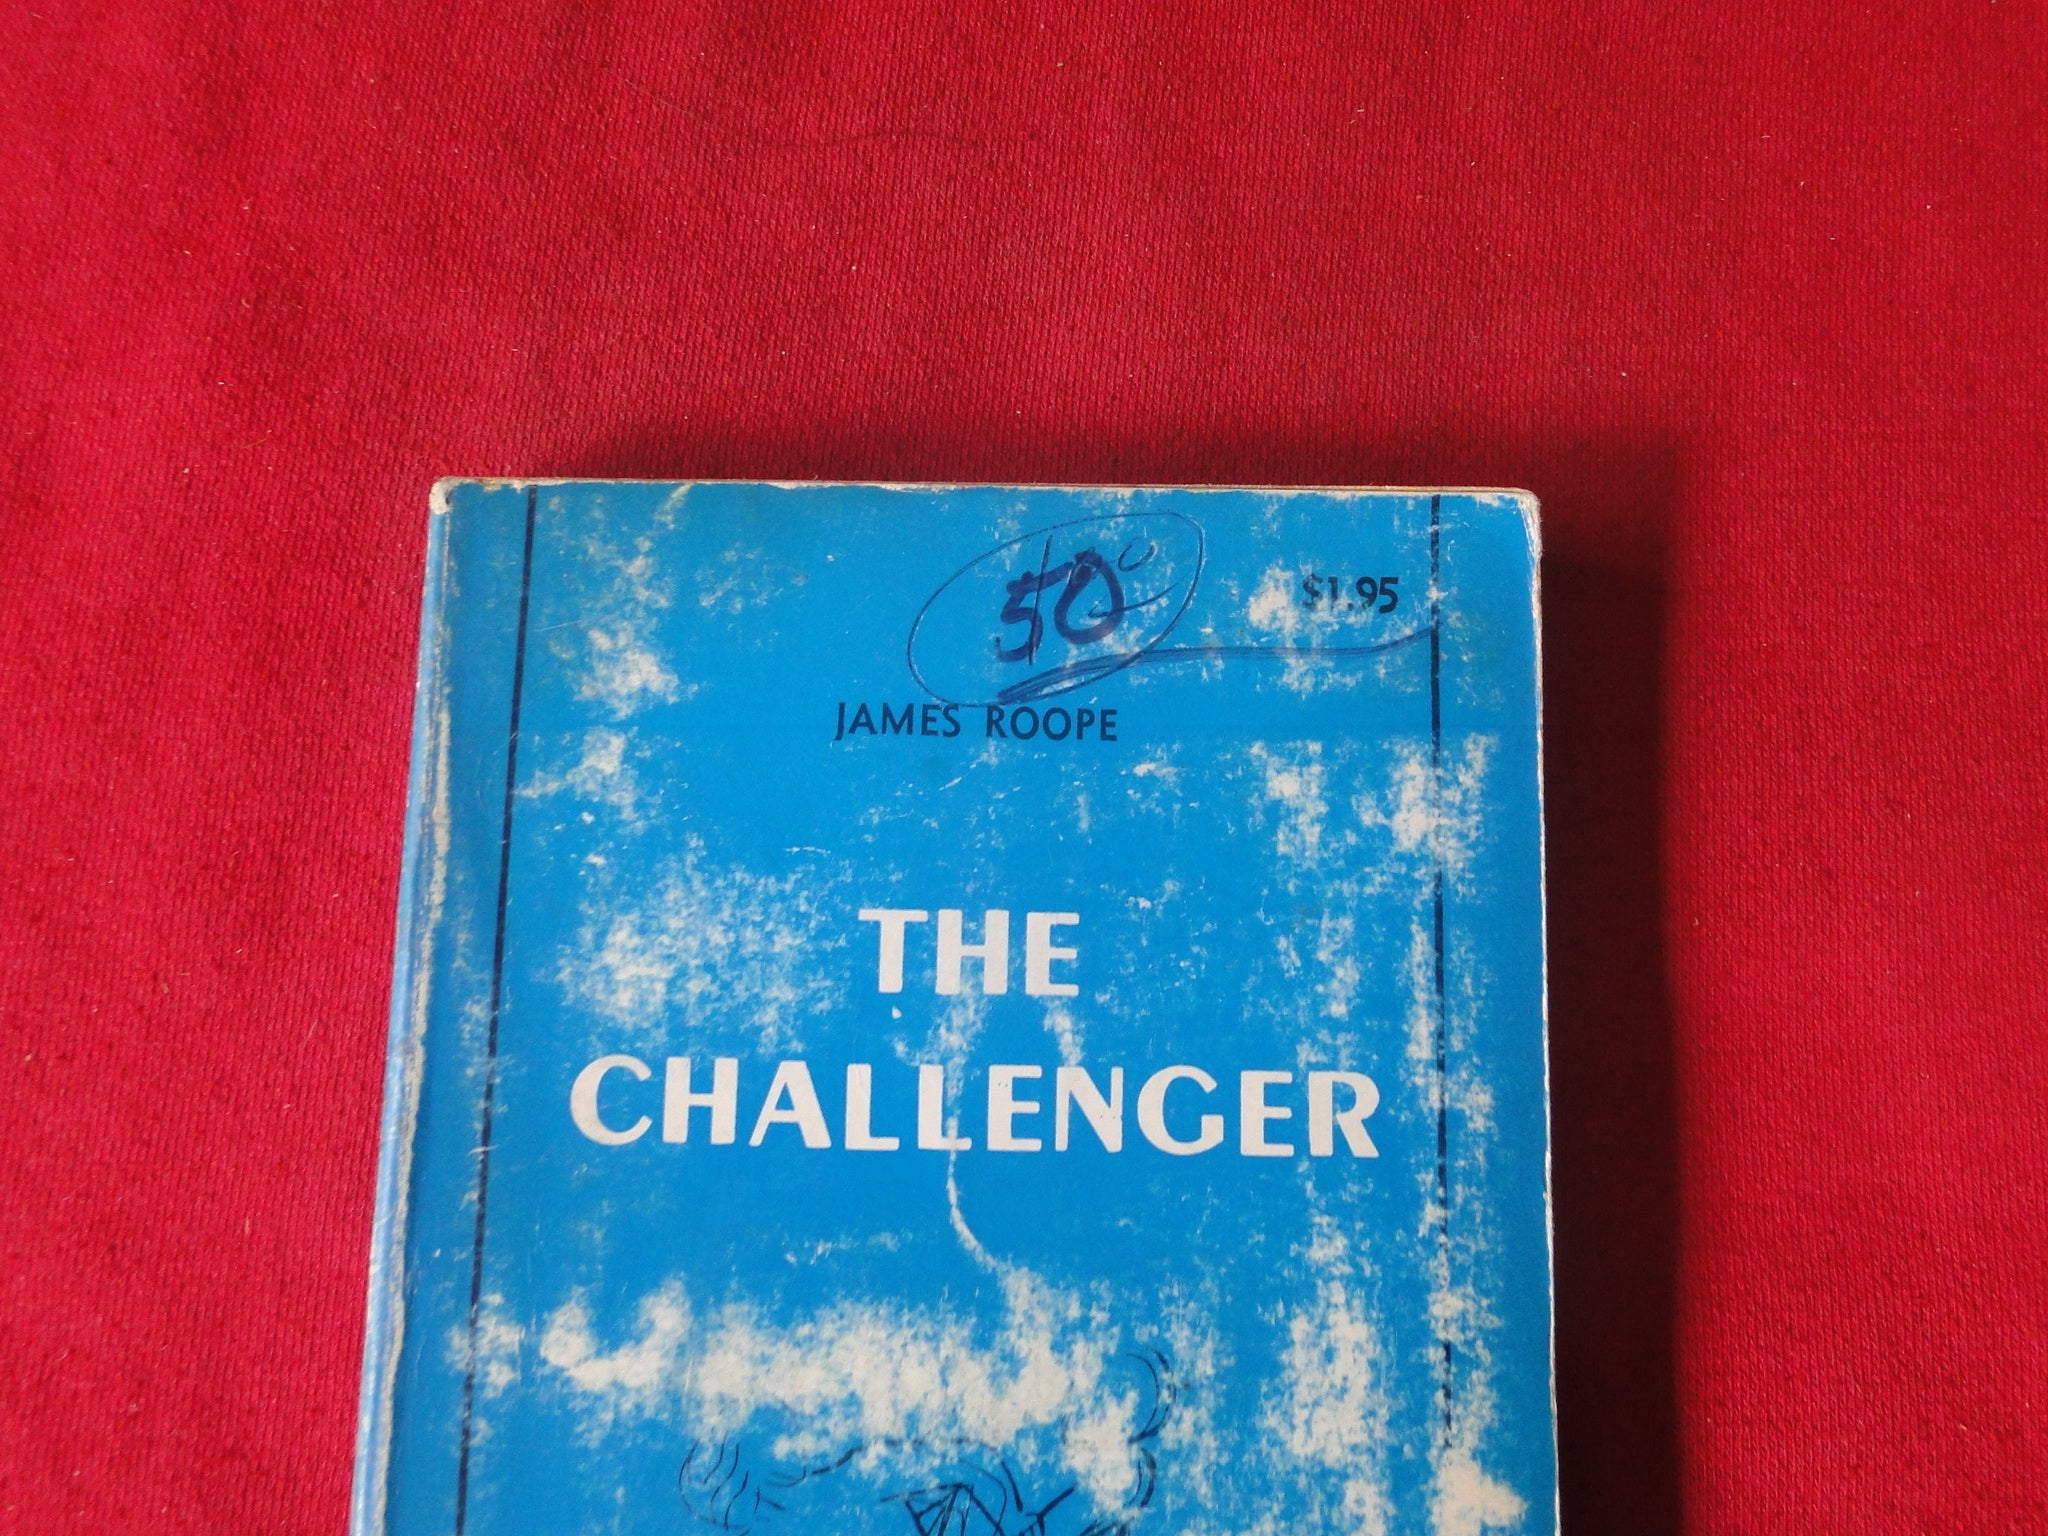 50
$1.95
JAMES ROOPE
THE
CHALLENGER